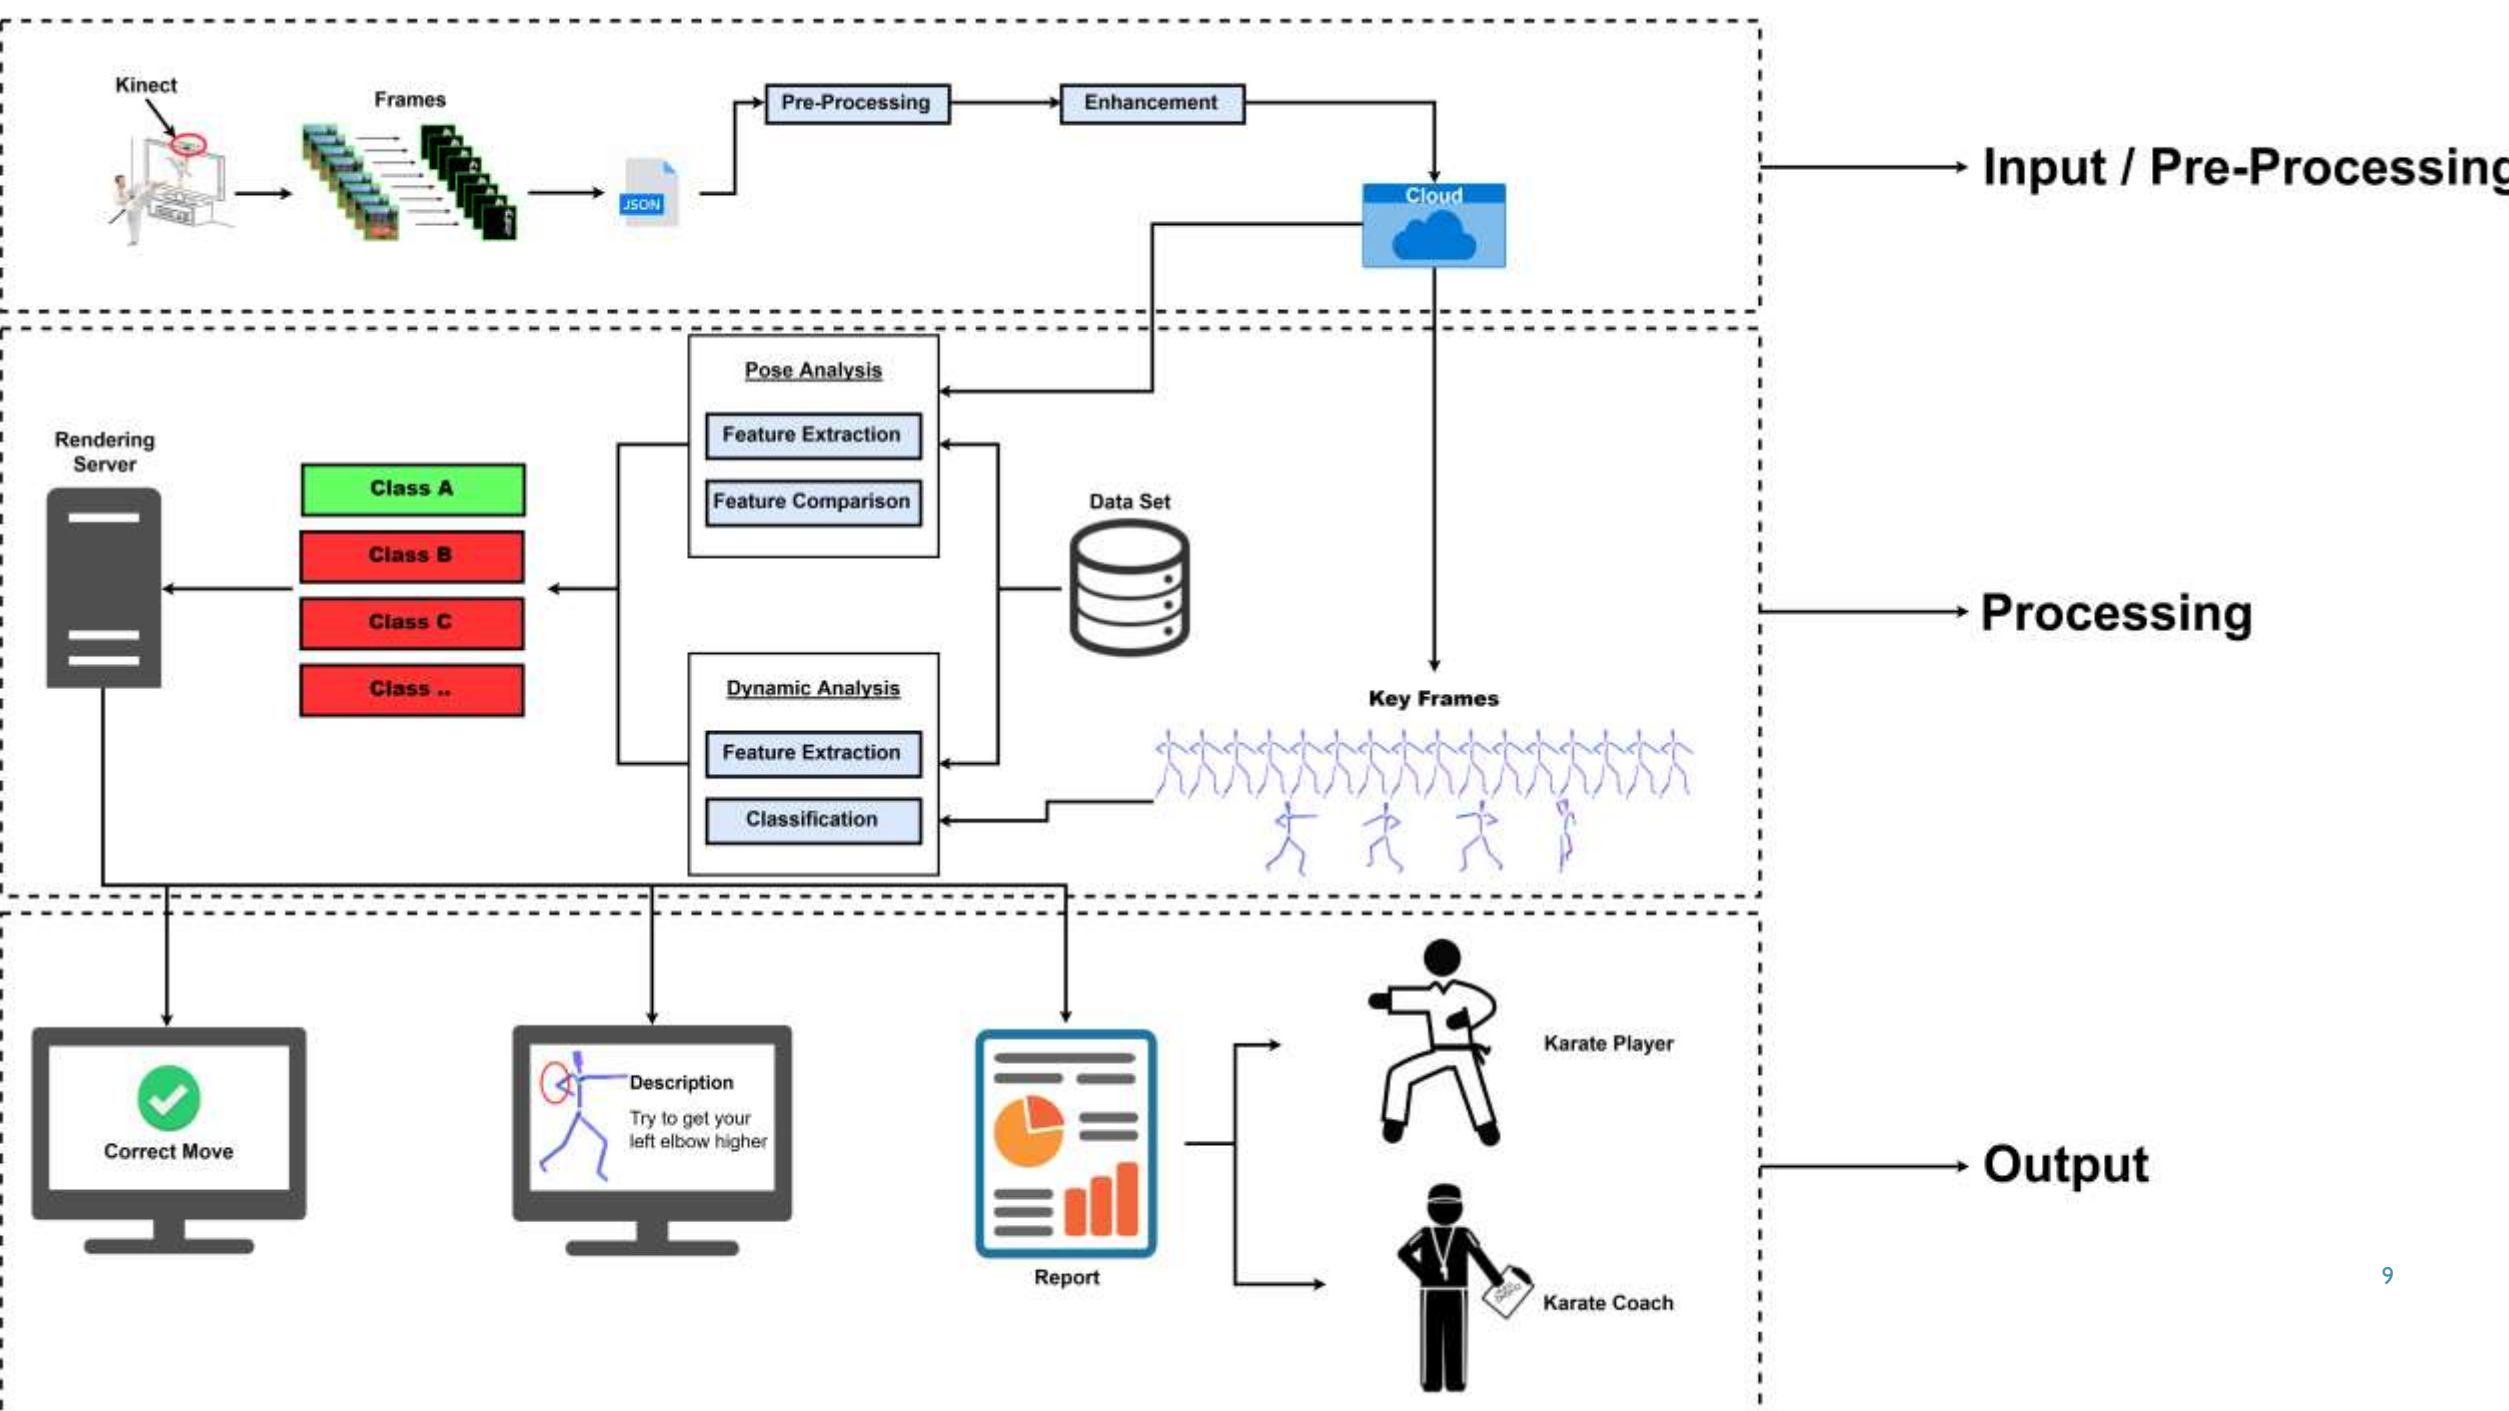 Kinect
Frames
JSON
Pre-Processing
Enhancement
Cloud
Input / Pre-Processing
Pose Analysis
Feature Extraction
Feature Comparison
Rendering
Server
Class A
Class B
Class C
Class ..
Data Set
Dynamic Analysis
Feature Extraction
Classification
Key Frames
Processing
Correct Move
Description
Try to get your
left elbow higher
Report
Karate Player
Karate Coach
Output
9